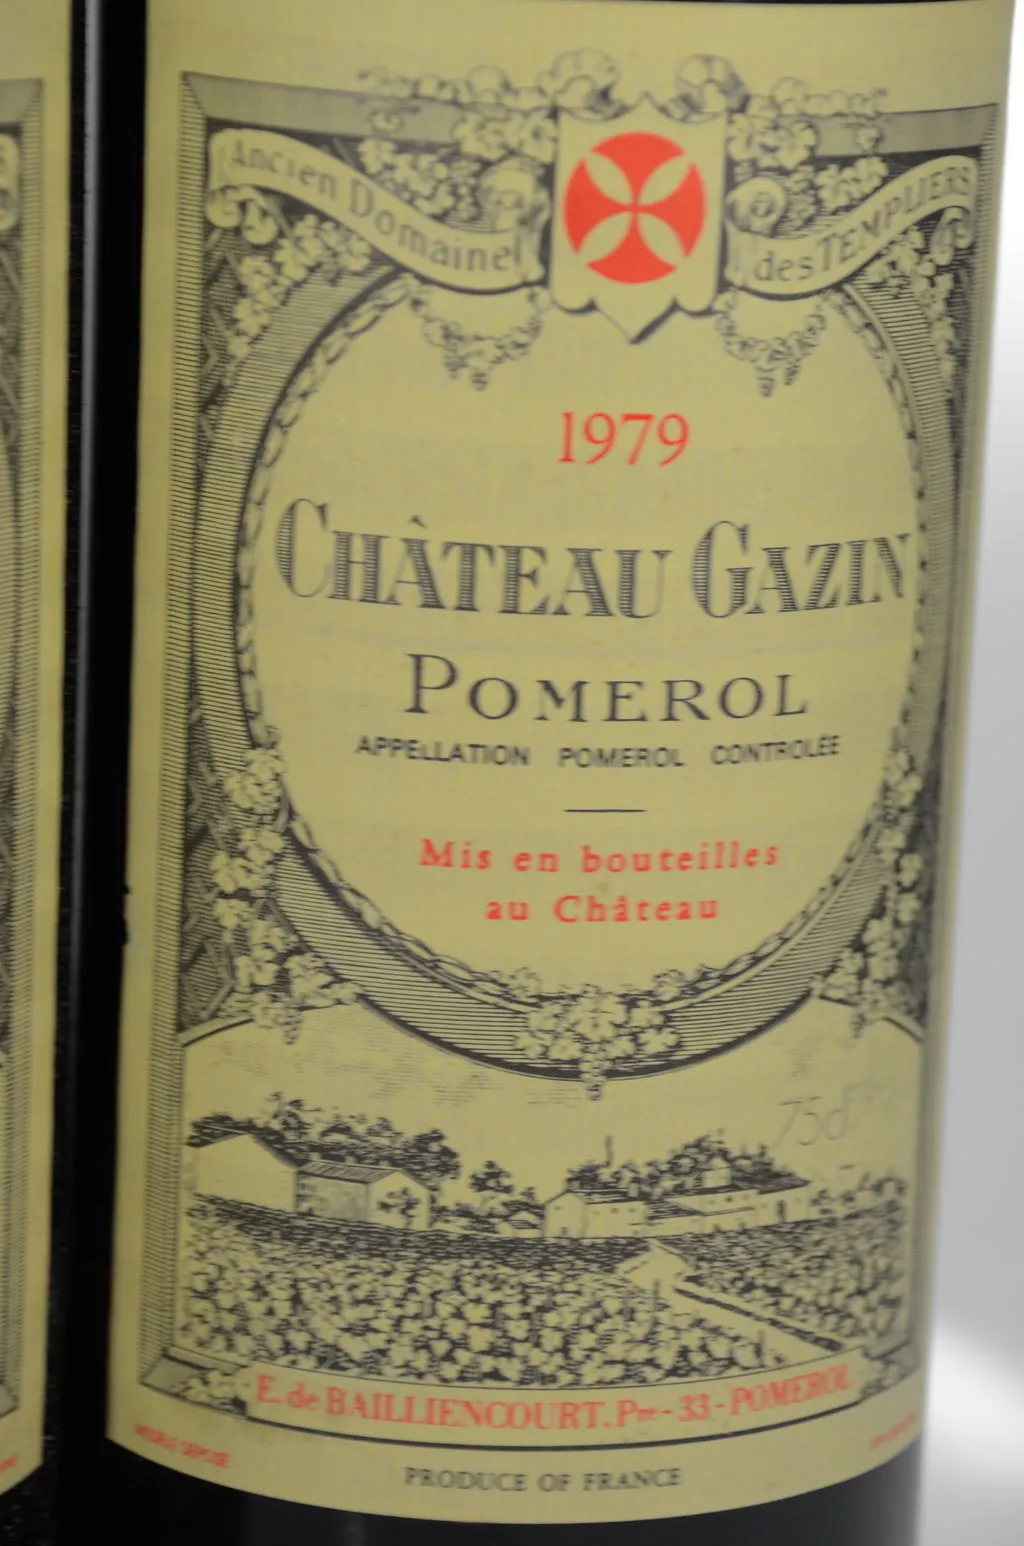 Ancien Domaine des TEMPLIERS
1979
CHÂTEAU GAZIN
POMEROL
APPELLATION POMEROL CONTROLÉE
Mis en bouteilles
au Château
75cl
E. de BAILLIENCOURT. Pre - 33 - POMEROL
PRODUCE OF FRANCE